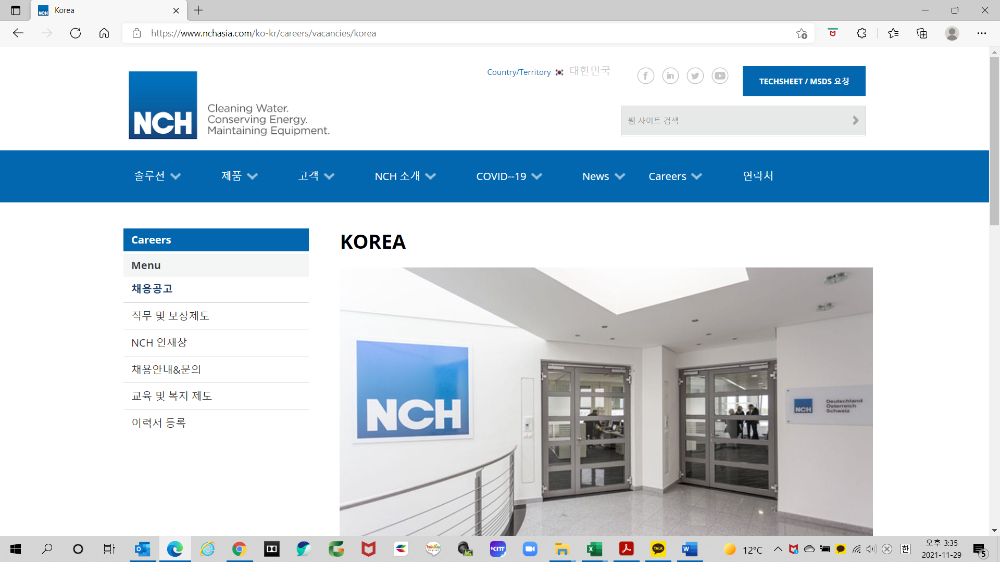 Korea
https://www.nchasia.com/ko-kr/careers/vacancies/korea
Country/Territory 대한민국
TECHSHEET / MSDS 요청
NCH
Cleaning Water.
Conserving Energy.
Maintaining Equipment.
웹 사이트 검색
솔루션 제품 고객 NCH 소개 COVID--19 News Careers 연락처
Careers
Menu
채용공고
직무 및 보상제도
NCH 인재상
채용안내&문의
교육 및 복지 제도
이력서 등록
KOREA
NCH
NCH
Deutschland
Österreich
Schweiz
KITT
TALK
12°C
한
오후 3:35
2021-11-29
5